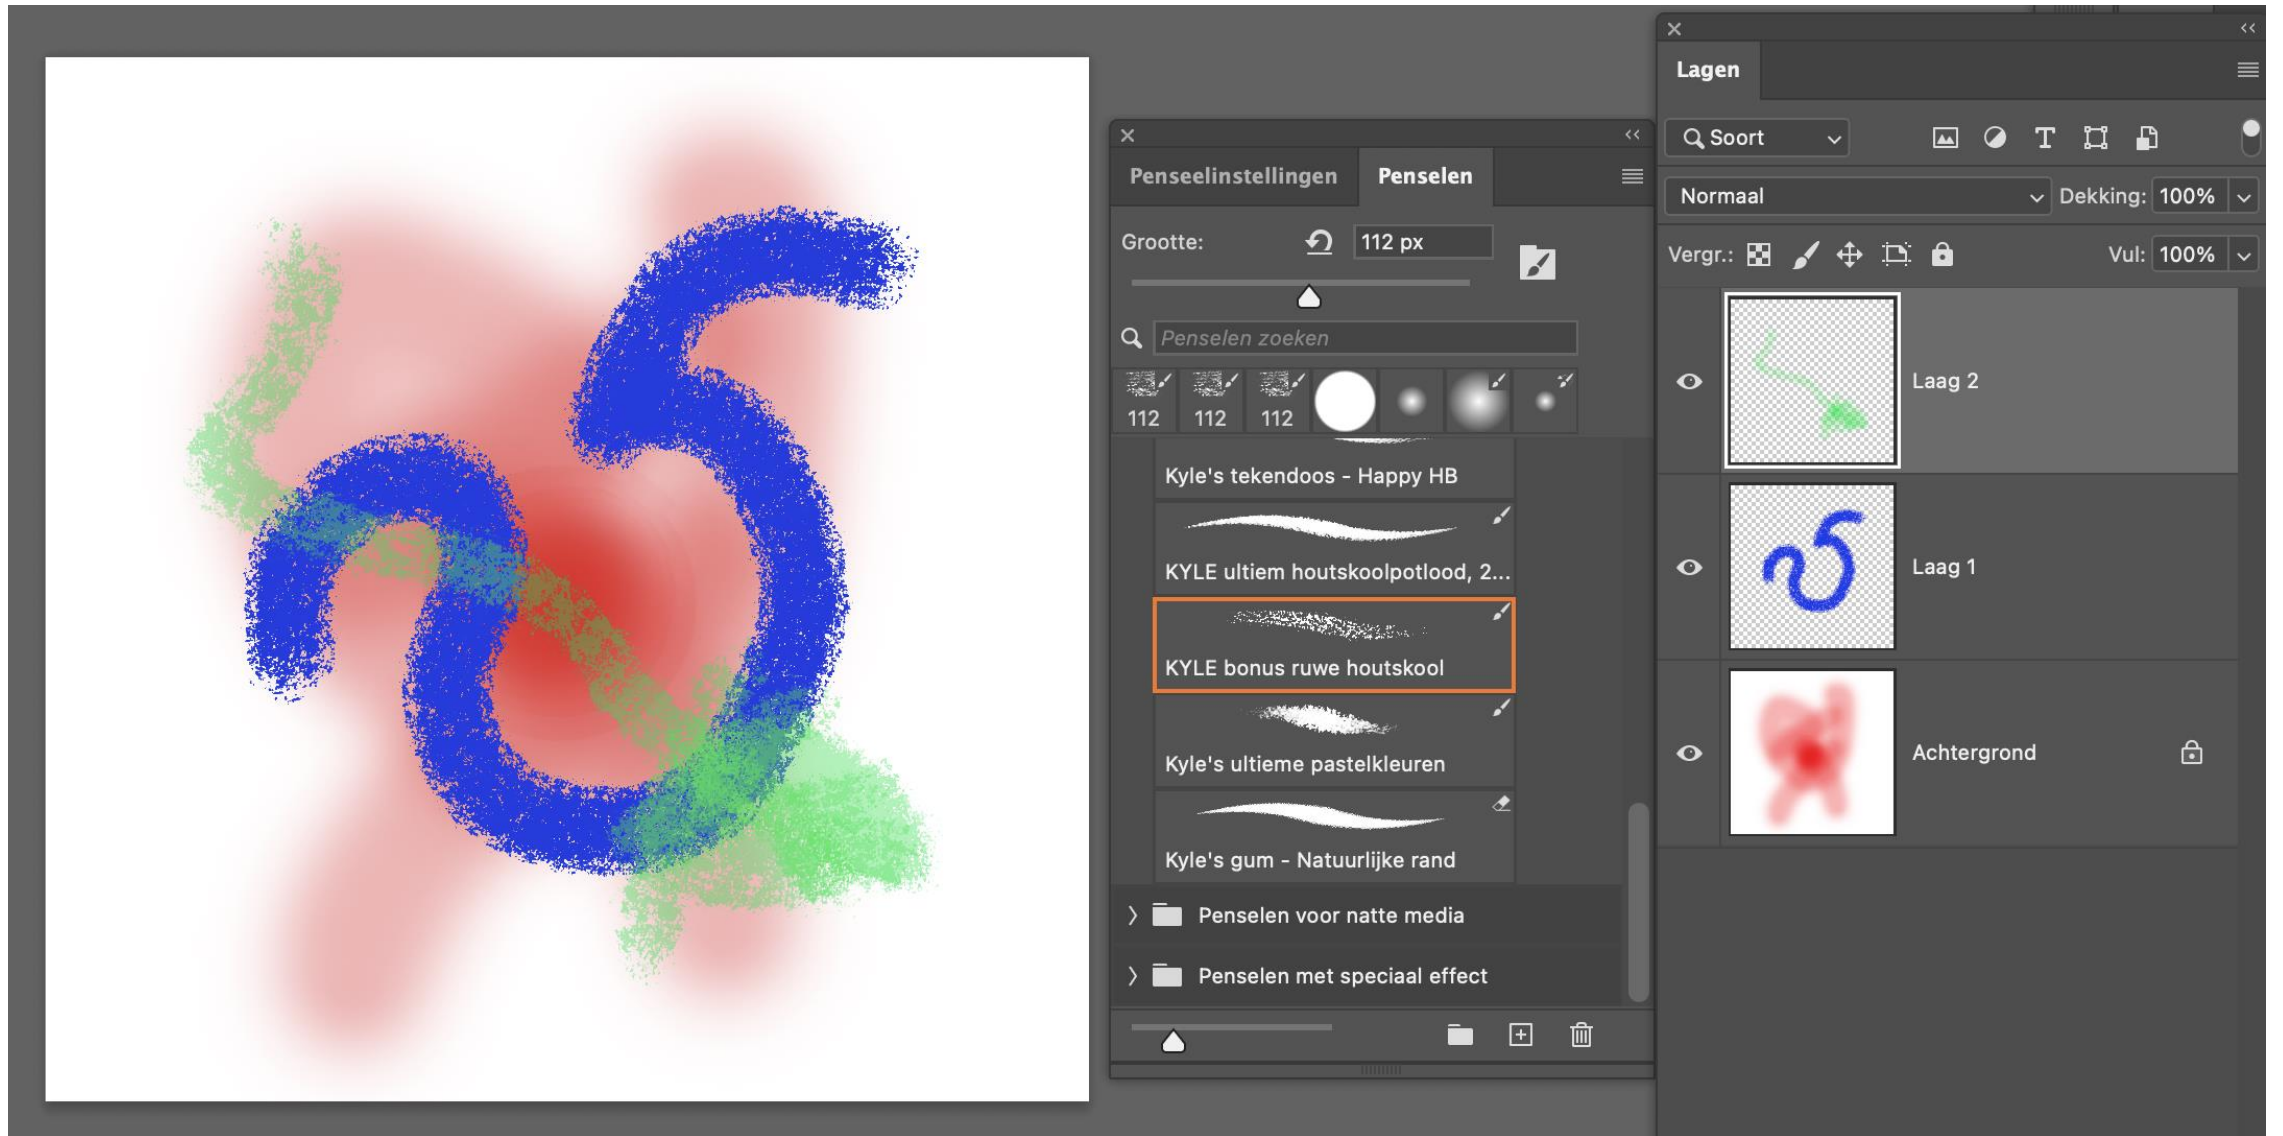 Penseelinstellingen
Penselen
Grootte:
112 px
Penselen zoeken
112
112
112
Kyle's tekendoos - Happy HB
KYLE ultiem houtskoolpotlood, 2...
KYLE bonus ruwe houtskool
Kyle's ultieme pastelkleuren
Kyle's gum - Natuurlijke rand
Penselen voor natte media
Penselen met speciaal effect
Lagen
Soort
Normaal
Dekking: 100%
Vergr.:
Vul: 100%
Laag 2
Laag 1
Achtergrond